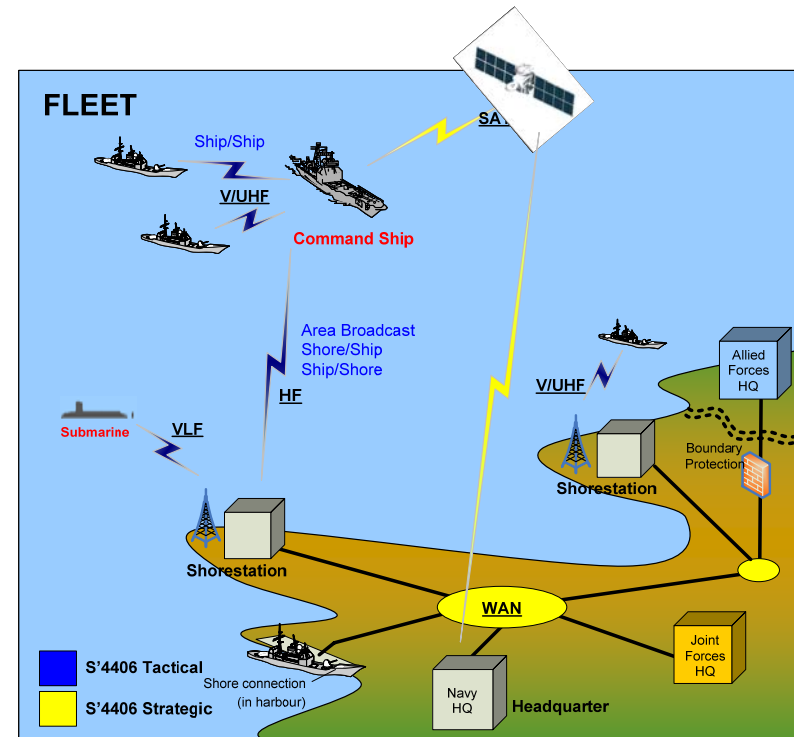 FLEET
Ship/Ship
V/UHF
Command Ship
Area Broadcast
Shore/Ship
Ship/Shore
HF
Submarine
VLF
V/UHF
Allied
Forces
HQ
Boundary
Protection
Shorestation
Shorestation
WAN
Joint
Forces
HQ
Navy
HQ
Headquarter
Shore connection
(in harbour)
S'4406 Tactical
S'4406 Strategic